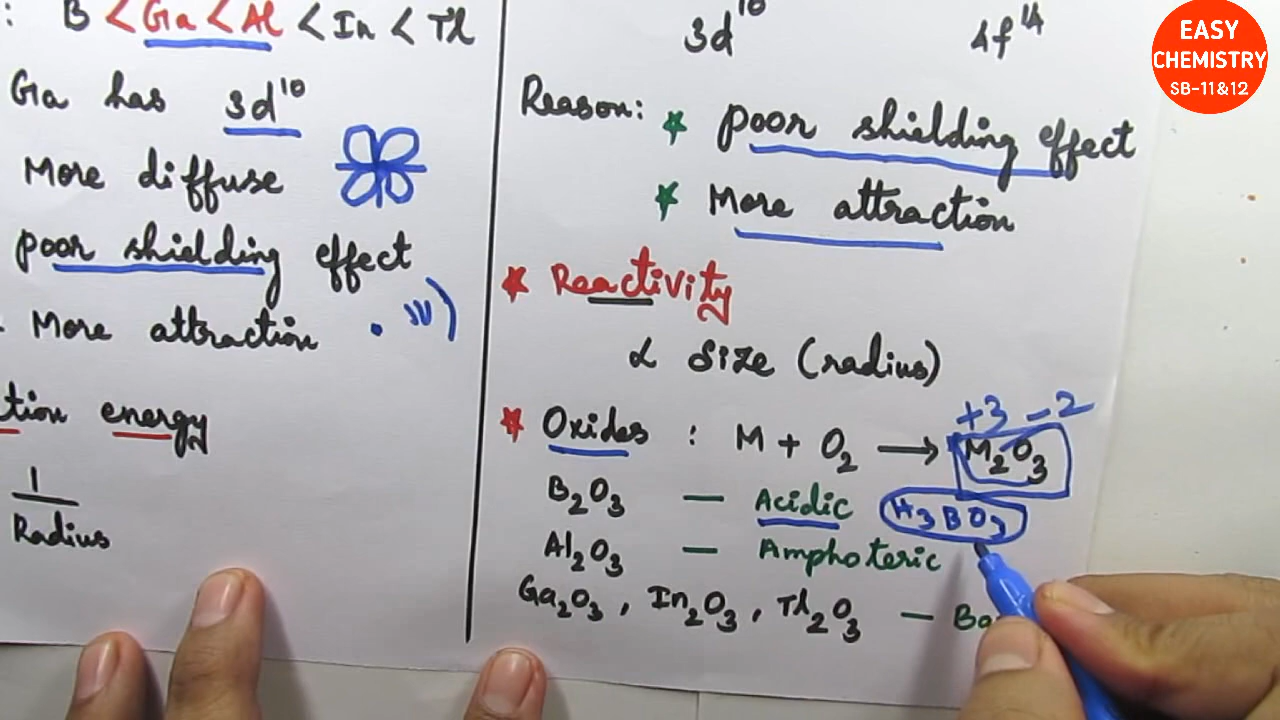 : B < Ga < Al < In < Tl
Ga has 3d¹⁰
More diffuse
poor shielding effect
More attraction
tion energy
1
Radius
3d¹⁰ 4f¹⁴
Reason: poor shielding effect
More attraction
Reactivity
∝ Size (radius)
+3 -2
Oxides : M + O₂ → M₂O₃
B₂O₃ — Acidic H₃BO₃
Al₂O₃ — Amphoteric
Ga₂O₃, In₂O₃, Tl₂O₃ — Ba
EASY
CHEMISTRY
SB-11&12